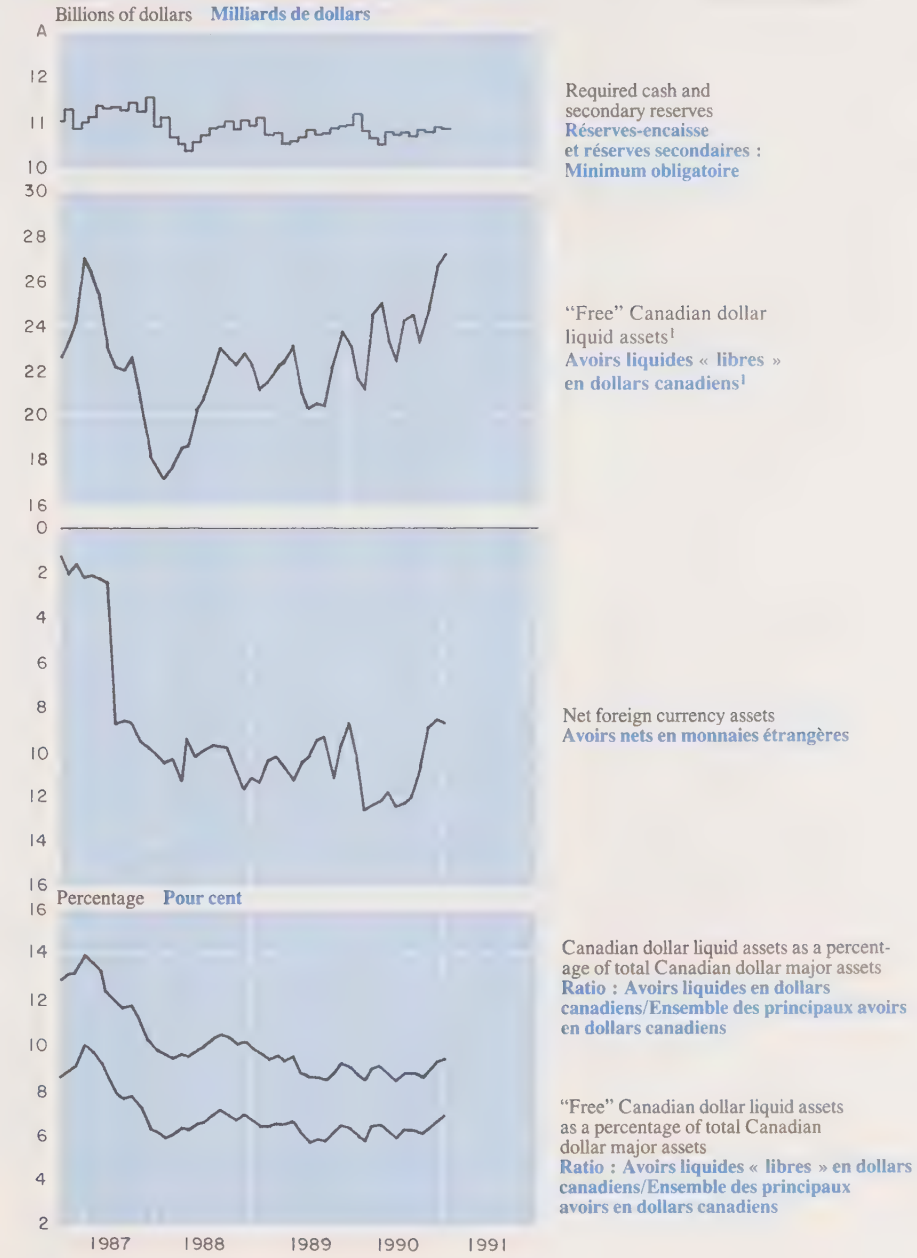 Billions of dollars Milliards de dollars
A
12
11
10
Required cash and
secondary reserves
Réserves-encaisse
et réserves secondaires :
Minimum obligatoire
30
28
26
24
22
20
18
16
"Free" Canadian dollar
liquid assets¹
Avoirs liquides « libres »
en dollars canadiens¹
0
2
4
6
8
10
12
14
16
Net foreign currency assets
Avoirs nets en monnaies étrangères
Percentage Pour cent
16
14
12
10
8
6
4
2
Canadian dollar liquid assets as a percent-
age of total Canadian dollar major assets
Ratio : Avoirs liquides en dollars
canadiens/Ensemble des principaux avoirs
en dollars canadiens
"Free" Canadian dollar liquid assets
as a percentage of total Canadian
dollar major assets
Ratio : Avoirs liquides « libres » en dollars
canadiens/Ensemble des principaux
avoirs en dollars canadiens
1987 1988 1989 1990 1991